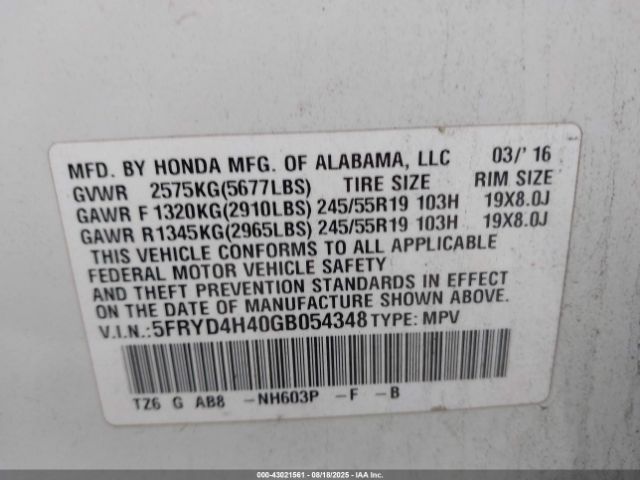 MFD. BY HONDA MFG. OF ALABAMA, LLC 03/' 16
GVWR 2575KG(5677LBS) TIRE SIZE RIM SIZE
GAWR F 1320KG(2910LBS) 245/55R19 103H 19X8.0J
GAWR R1345KG(2965LBS) 245/55R19 103H 19X8.0J
THIS VEHICLE CONFORMS TO ALL APPLICABLE
FEDERAL MOTOR VEHICLE SAFETY
AND THEFT PREVENTION STANDARDS IN EFFECT
ON THE DATE OF MANUFACTURE SHOWN ABOVE.
V.I.N.:5FRYD4H40GB054348 TYPE: MPV
TZ6 G AB8 -NH603P -F -B
000-43021561 - 08/18/2025 - IAA Inc.